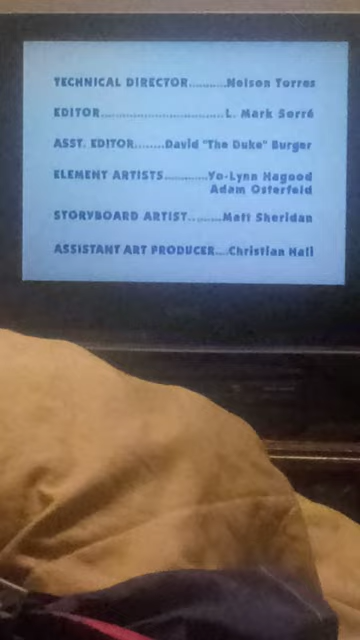 TECHNICAL DIRECTOR..........Nelson Torres
EDITOR.................................L. Mark Sorré
ASST. EDITOR........David "The Duke" Burger
ELEMENT ARTISTS............Yo-Lynn Hagood
Adam Osterfeld
STORYBOARD ARTIST.........Matt Sheridan
ASSISTANT ART PRODUCER....Christian Hali